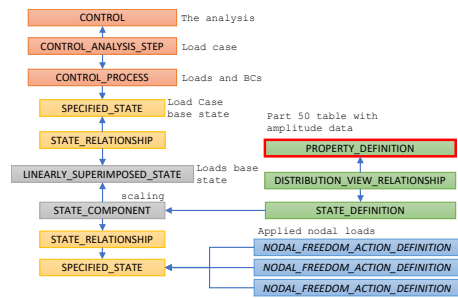 CONTROL
The analysis
CONTROL_ANALYSIS_STEP
Load case
CONTROL_PROCESS
Loads and BCs
SPECIFIED_STATE
Load Case
base state
STATE_RELATIONSHIP
LINEARLY_SUPERIMPOSED_STATE
Loads base
state
scaling
STATE_COMPONENT
STATE_RELATIONSHIP
SPECIFIED_STATE
Part 50 table with
amplitude data
PROPERTY_DEFINITION
DISTRIBUTION_VIEW_RELATIONSHIP
STATE_DEFINITION
Applied nodal loads
NODAL_FREEDOM_ACTION_DEFINITION
NODAL_FREEDOM_ACTION_DEFINITION
NODAL_FREEDOM_ACTION_DEFINITION